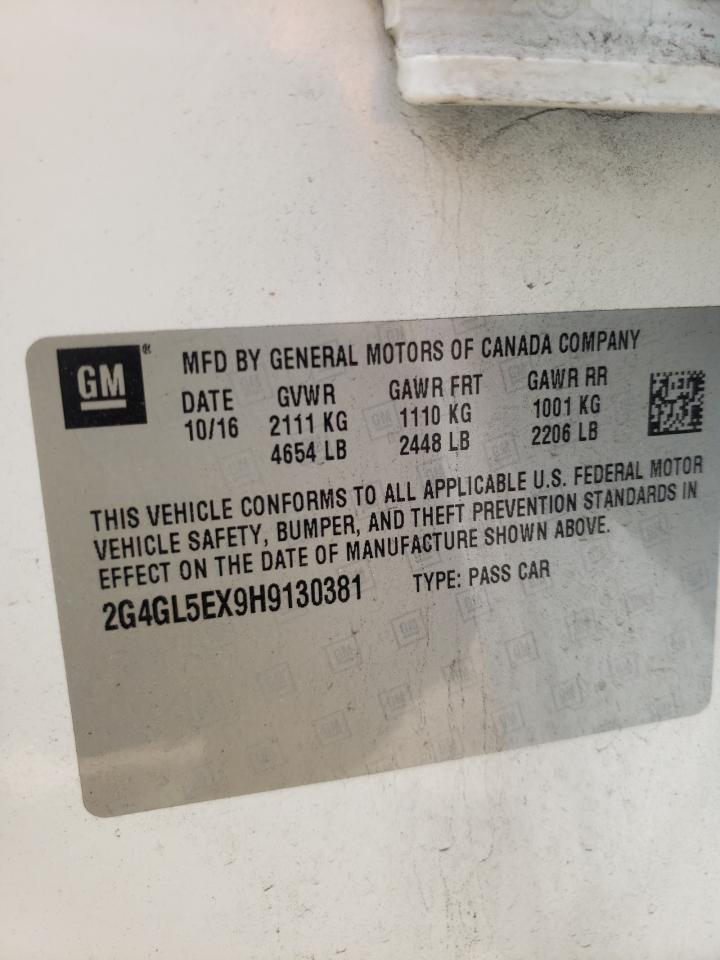 GM®
MFD BY GENERAL MOTORS OF CANADA COMPANY
DATE GVWR GAWR FRT GAWR RR
10/16 2111 KG 1110 KG 1001 KG
4654 LB 2448 LB 2206 LB
THIS VEHICLE CONFORMS TO ALL APPLICABLE U.S. FEDERAL MOTOR
VEHICLE SAFETY, BUMPER, AND THEFT PREVENTION STANDARDS IN
EFFECT ON THE DATE OF MANUFACTURE SHOWN ABOVE.
2G4GL5EX9H9130381 TYPE: PASS CAR